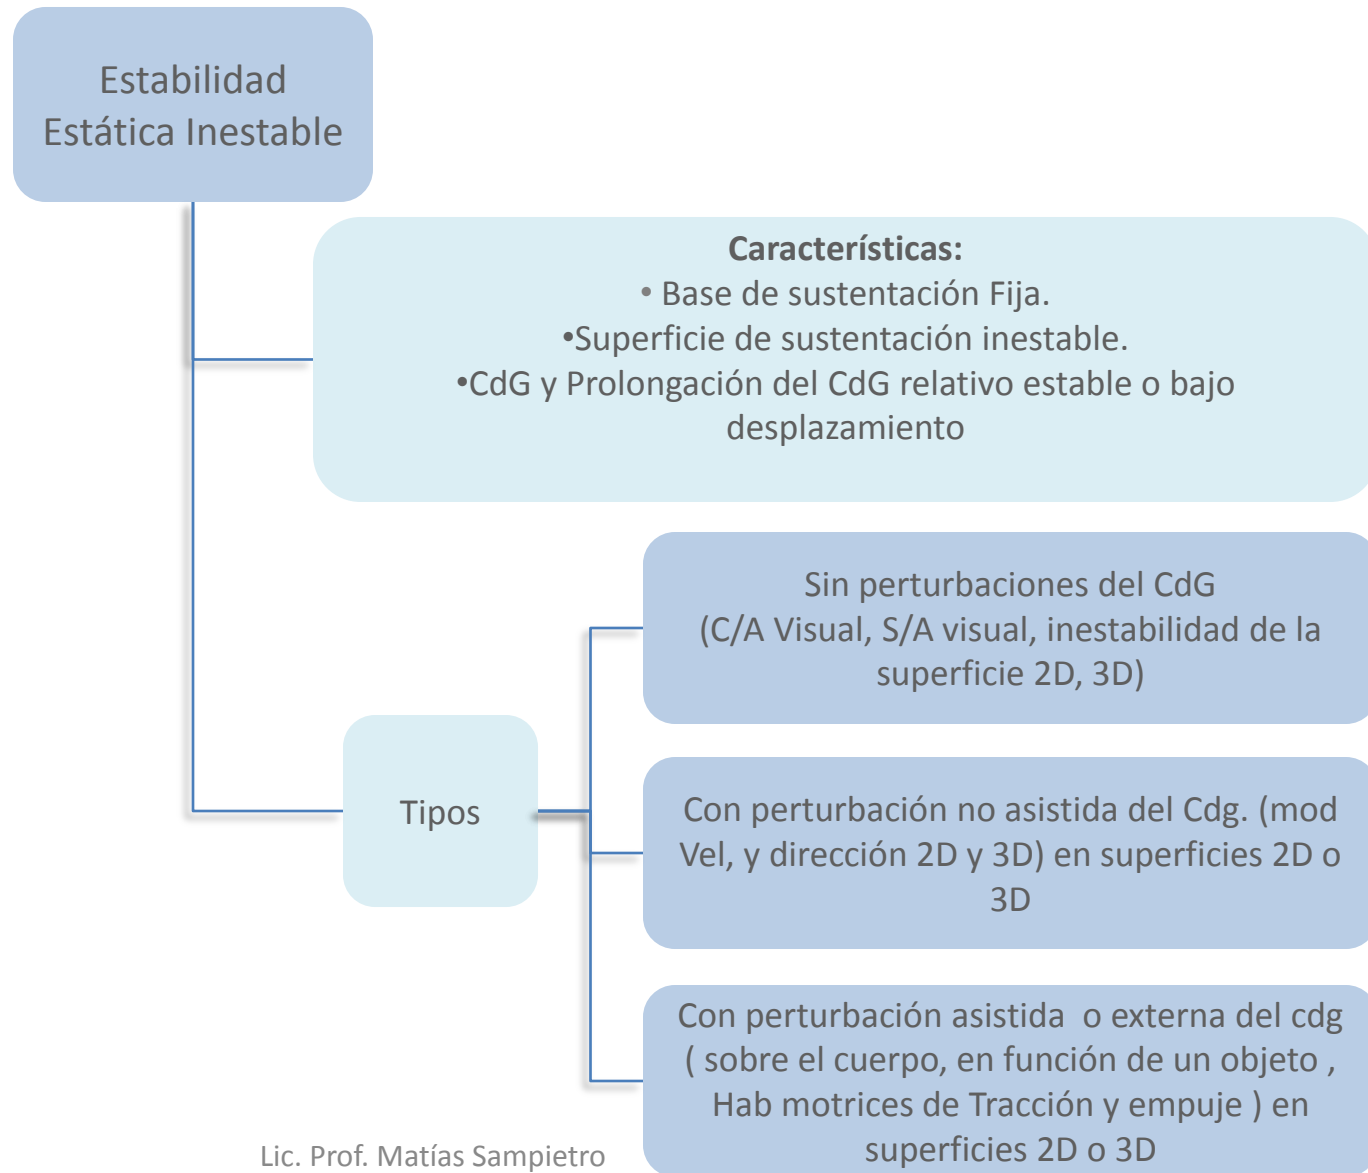 Estabilidad
Estática Inestable
Características:
• Base de sustentación Fija.
•Superficie de sustentación inestable.
•CdG y Prolongación del CdG relativo estable o bajo
desplazamiento
Sin perturbaciones del CdG
(C/A Visual, S/A visual, inestabilidad de la
superficie 2D, 3D)
Tipos
Con perturbación no asistida del Cdg. (mod
Vel, y dirección 2D y 3D) en superficies 2D o
3D
Con perturbación asistida  o externa del cdg
( sobre el cuerpo, en función de un objeto ,
Hab motrices de Tracción y empuje ) en
superficies 2D o 3D
Lic. Prof. Matías Sampietro